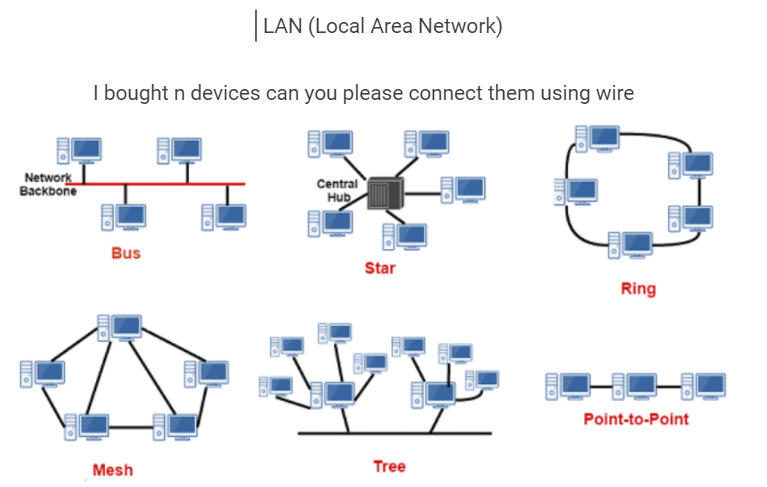 LAN (Local Area Network)
I bought n devices can you please connect them using wire
Network
Backbone
Bus
Central
Hub
Star
Ring
Mesh
Tree
Point-to-Point